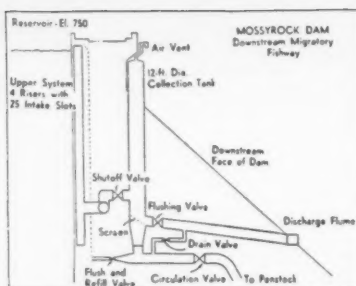 Reservoir-El. 750
MOSSYROCK DAM
Downstream Migratory
Fishway
Air Vent
12-ft. Dia.
Collection Tank
Upper System
4 Risers with
25 Intake Slots
Downstream
Face of Dam
Shutoff Valve
Flushing Valve
Discharge Flume
Screen
Drain Valve
Flush and
Refill Valve
Circulation Valve
To Penstock